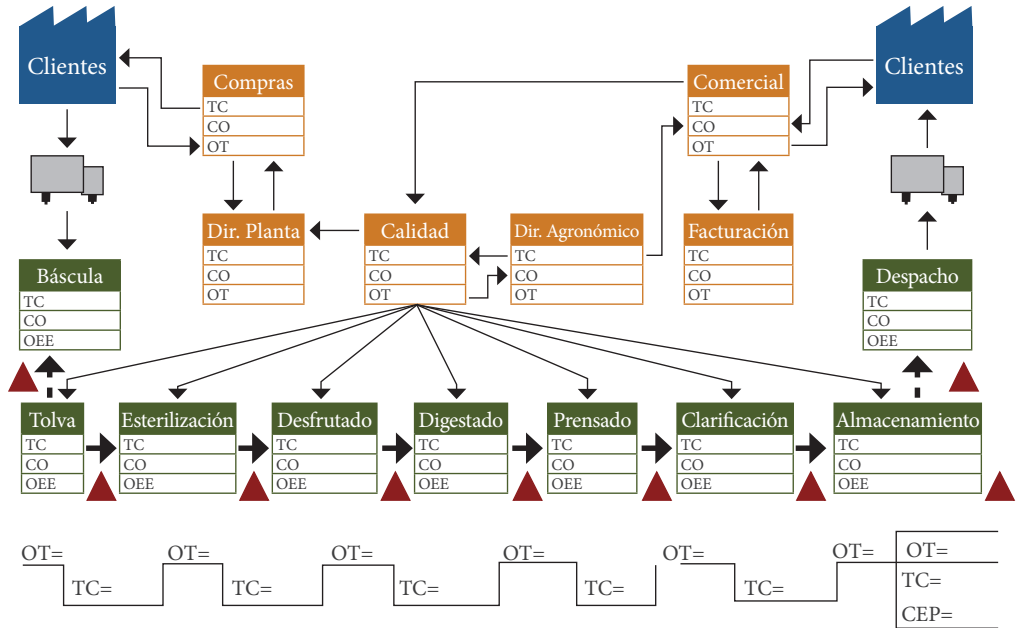 Clientes
Clientes
Compras
TC
CO
OT
Comercial
TC
CO
OT
Dir. Planta
TC
CO
OT
Calidad
TC
CO
OT
Dir. Agronómico
TC
CO
OT
Facturación
TC
CO
OT
Báscula
TC
CO
OEE
Despacho
TC
CO
OEE
Tolva
TC
CO
OEE
Esterilización
TC
CO
OEE
Desfrutado
TC
CO
OEE
Digestado
TC
CO
OEE
Prensado
TC
CO
OEE
Clarificación
TC
CO
OEE
Almacenamiento
TC
CO
OEE
OT=
TC=
OT=
TC=
OT=
TC=
OT=
TC=
OT=
TC=
OT=
OT=
TC=
CEP=